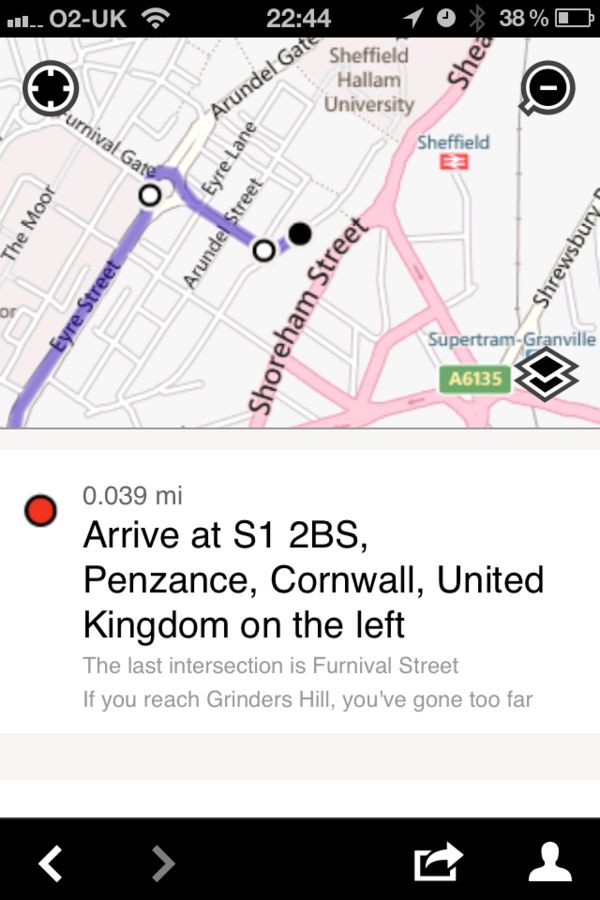 O2-UK 22:44 38 %
Arundel Gate
Sheffield
Hallam
University
Shea
Furnival Gate
Eyre Lane
Sheffield
The Moor
Arundel Street
Shrewsbury R
or
Eyre Street
Shoreham Street
Supertram-Granville
A6135
0.039 mi
Arrive at S1 2BS,
Penzance, Cornwall, United
Kingdom on the left
The last intersection is Furnival Street
If you reach Grinders Hill, you've gone too far